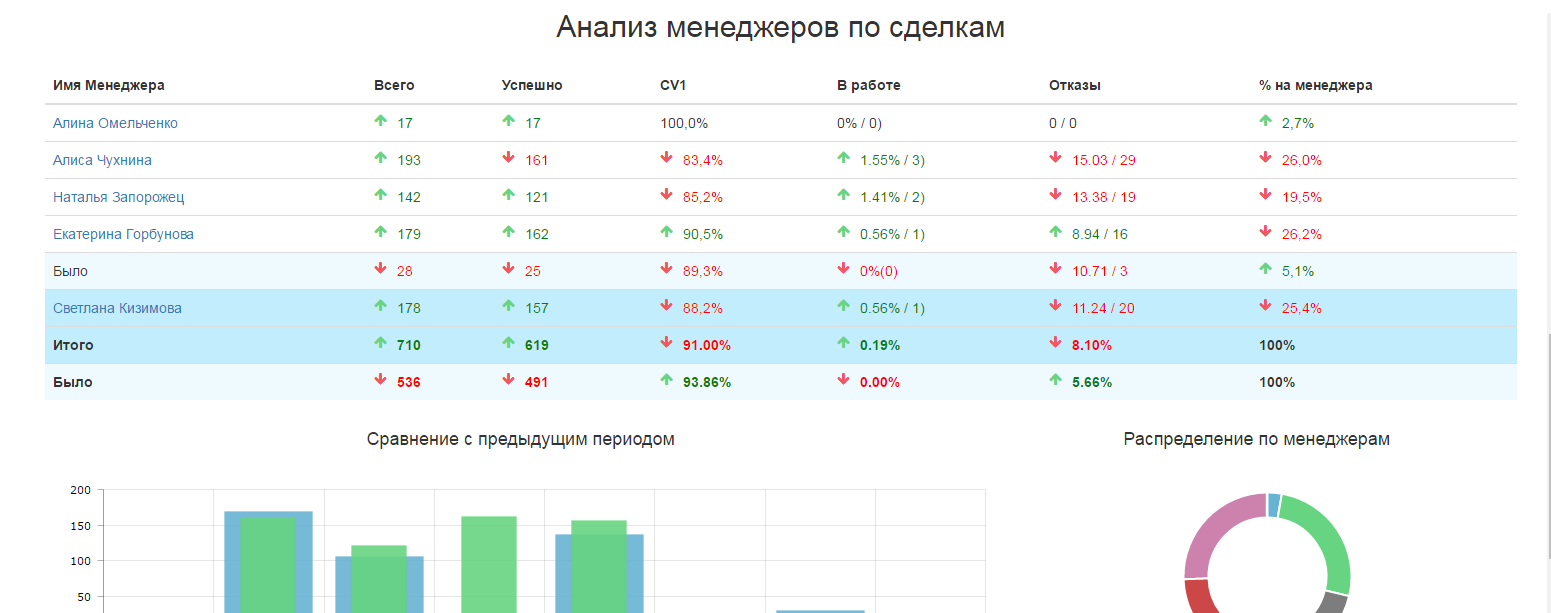 Анализ менеджеров по сделкам
Имя Менеджера Всего Успешно CV1 В работе Отказы % на менеджера
Алина Омельченко 17 17 100,0% 0% / 0) 0 / 0 2,7%
Алиса Чухнина 193 161 83,4% 1.55% / 3) 15.03 / 29 26,0%
Наталья Запорожец 142 121 85,2% 1.41% / 2) 13.38 / 19 19,5%
Екатерина Горбунова 179 162 90,5% 0.56% / 1) 8.94 / 16 26,2%
Было 28 25 89,3% 0%(0) 10.71 / 3 5,1%
Светлана Кизимова 178 157 88,2% 0.56% / 1) 11.24 / 20 25,4%
Итого 710 619 91.00% 0.19% 8.10% 100%
Было 536 491 93.86% 0.00% 5.66% 100%
Сравнение с предыдущим периодом Распределение по менеджерам
200
150
100
50